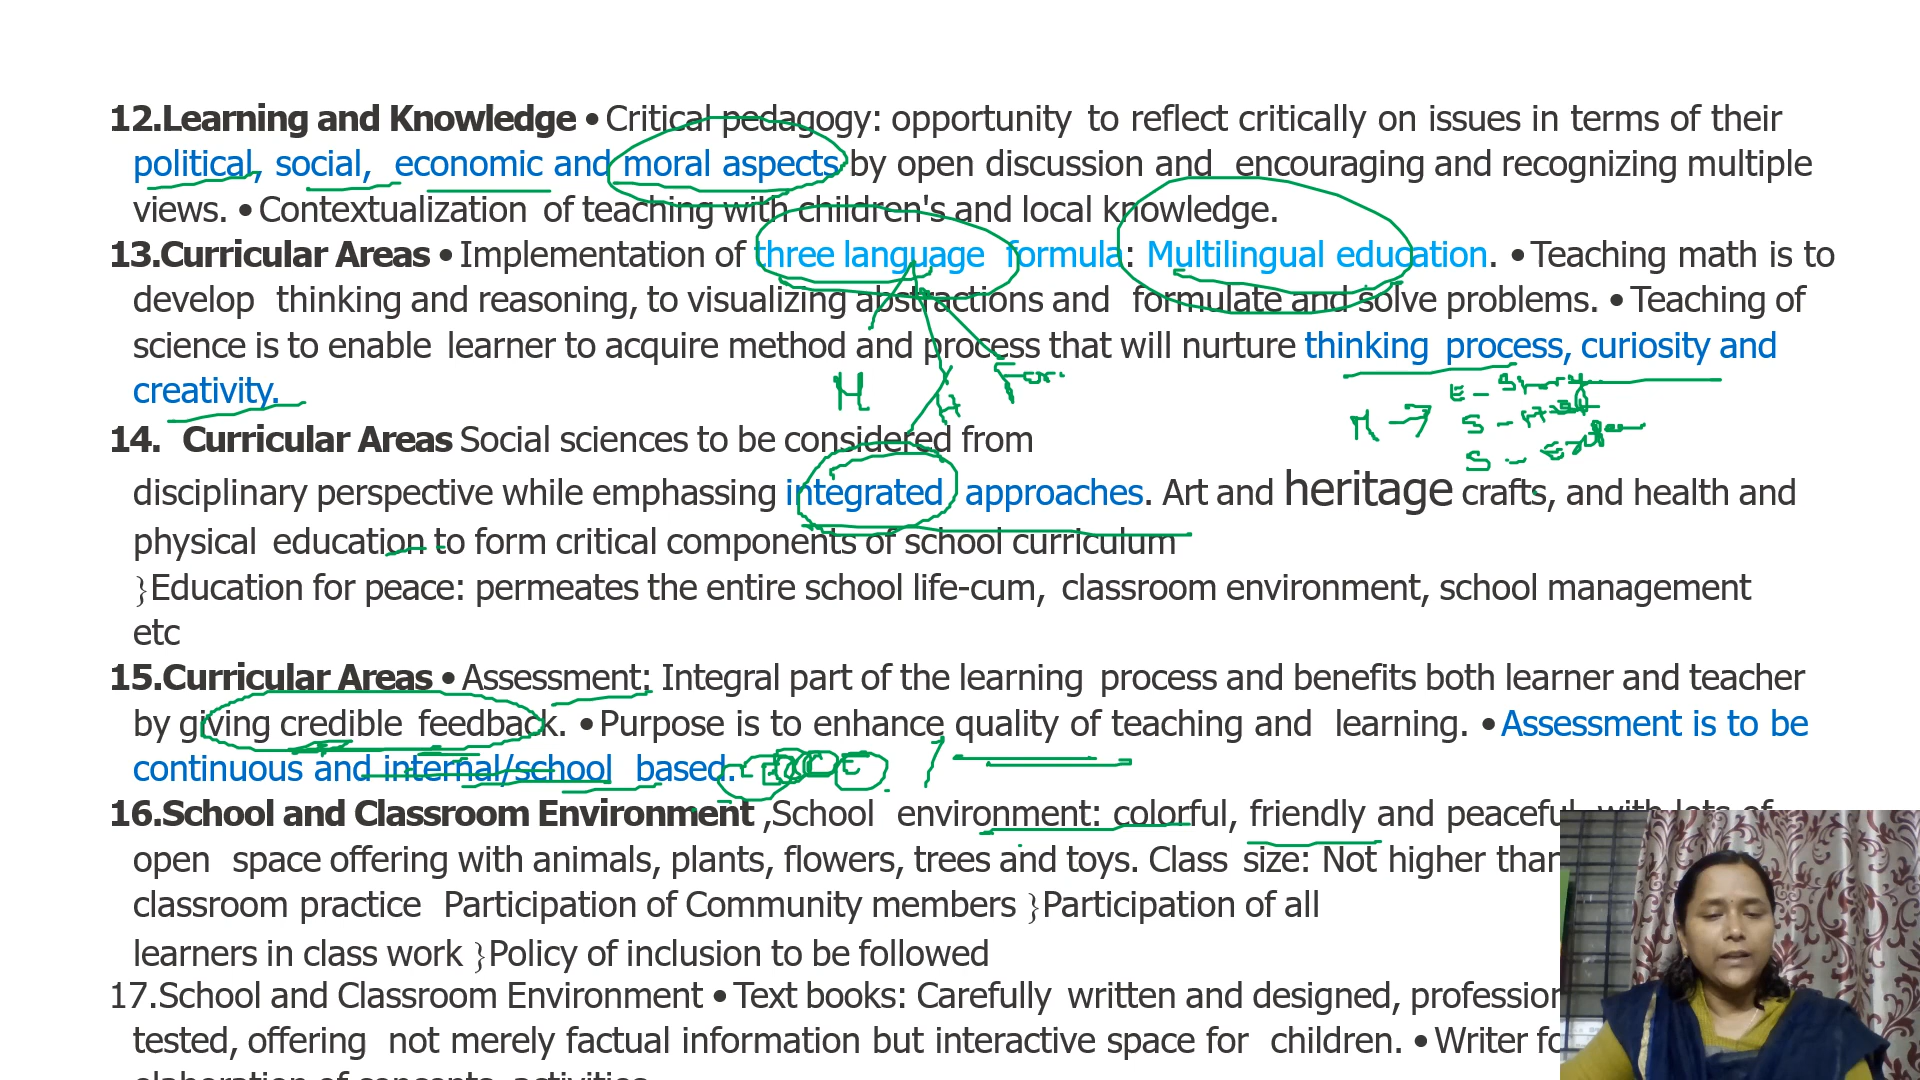 12.Learning and Knowledge • Critical pedagogy: opportunity to reflect critically on issues in terms of their
political, social, economic and moral aspects by open discussion and encouraging and recognizing multiple
views. • Contextualization of teaching with children's and local knowledge.
13.Curricular Areas • Implementation of three language formula: Multilingual education. • Teaching math is to
develop thinking and reasoning, to visualizing abstractions and formulate and solve problems. • Teaching of
science is to enable learner to acquire method and process that will nurture thinking process, curiosity and
creativity.
M H
M → E -
S -
S -
14. Curricular Areas Social sciences to be considered from
disciplinary perspective while emphassing integrated approaches. Art and heritage crafts, and health and
physical education to form critical components of school curriculum
}Education for peace: permeates the entire school life-cum, classroom environment, school management
etc
15.Curricular Areas • Assessment: Integral part of the learning process and benefits both learner and teacher
by giving credible feedback. • Purpose is to enhance quality of teaching and learning. • Assessment is to be
continuous and internal/school based.
16.School and Classroom Environment ,School environment: colorful, friendly and peaceful with lots of
open space offering with animals, plants, flowers, trees and toys. Class size: Not higher than
classroom practice Participation of Community members }Participation of all
learners in class work }Policy of inclusion to be followed
17.School and Classroom Environment • Text books: Carefully written and designed,
tested, offering not merely factual information but interactive space for children. • Writer
elaboration of concepts, activities